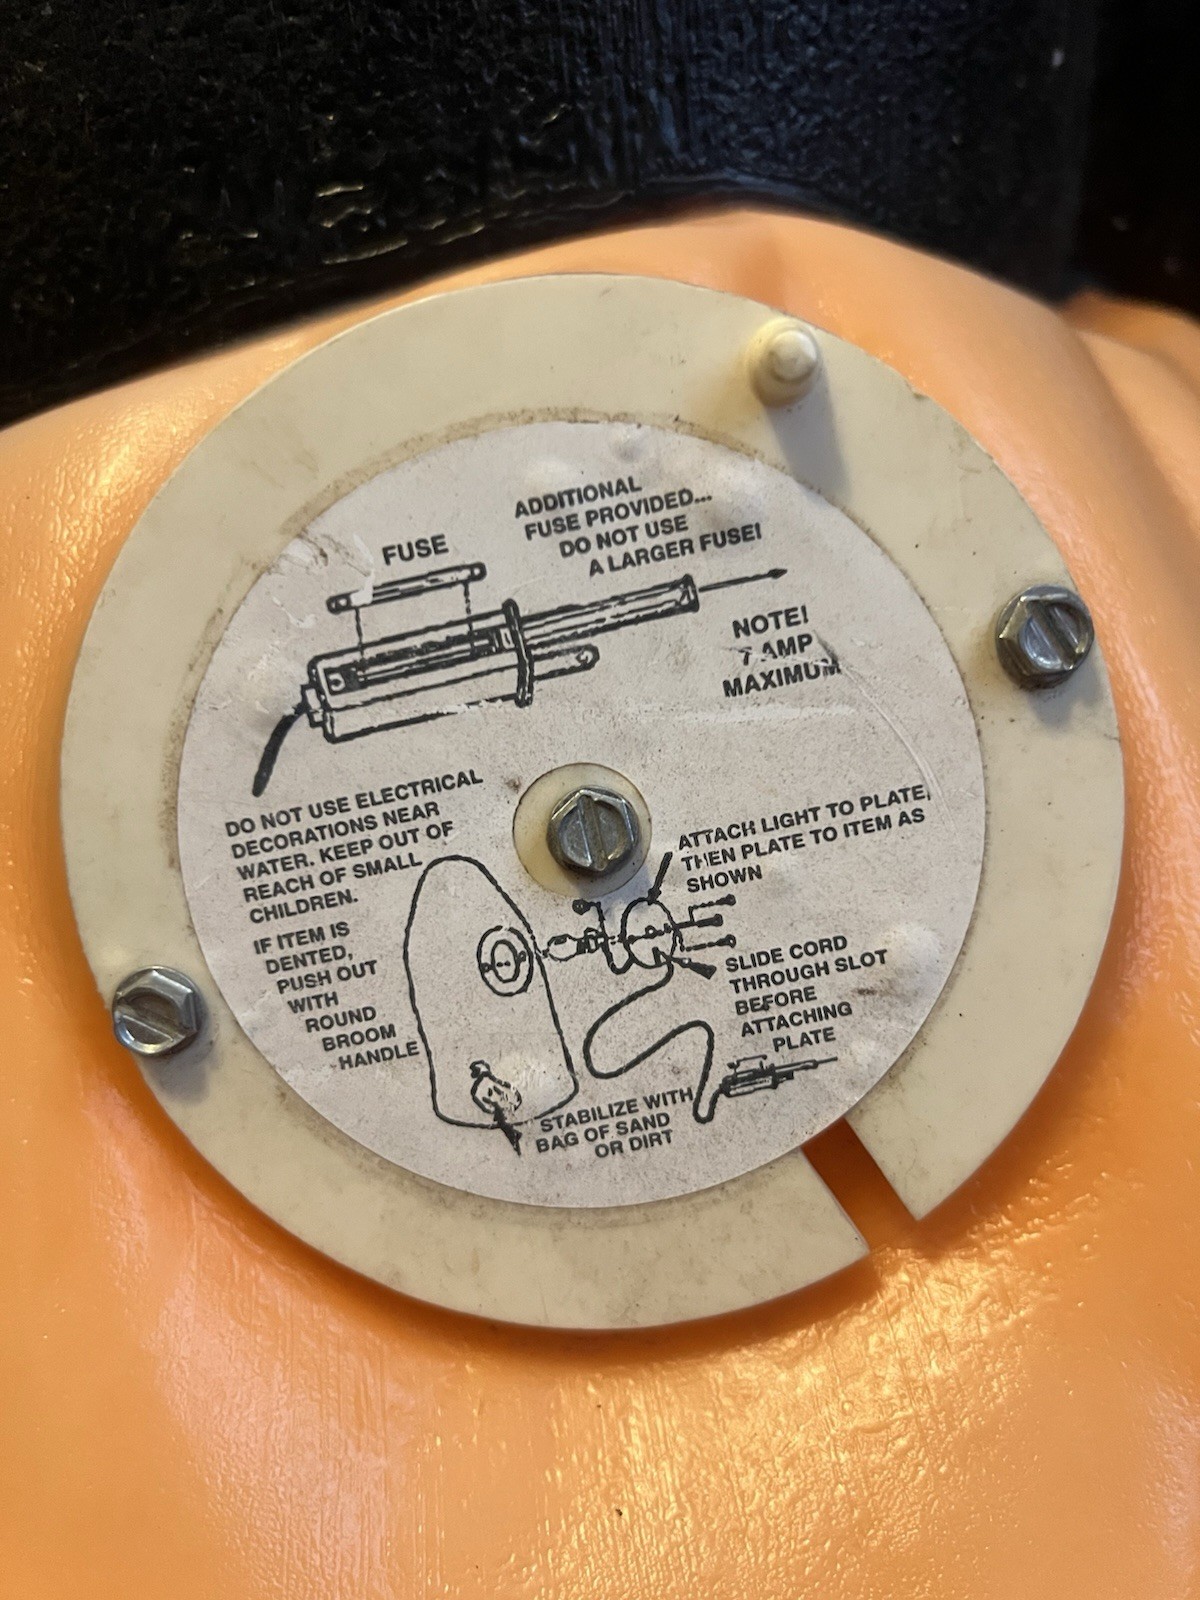 FUSE
ADDITIONAL
FUSE PROVIDED...
DO NOT USE
A LARGER FUSE!
NOTE!
AMP
MAXIMUM
DO NOT USE ELECTRICAL
DECORATIONS NEAR
WATER. KEEP OUT OF
REACH OF SMALL
CHILDREN.
IF ITEM IS
DENTED,
PUSH OUT
WITH
ROUND
BROOM
HANDLE
ATTACH LIGHT TO PLATE,
THEN PLATE TO ITEM AS
SHOWN
SLIDE CORD
THROUGH SLOT
BEFORE
ATTACHING
PLATE
STABILIZE WITH
BAG OF SAND
OR DIRT